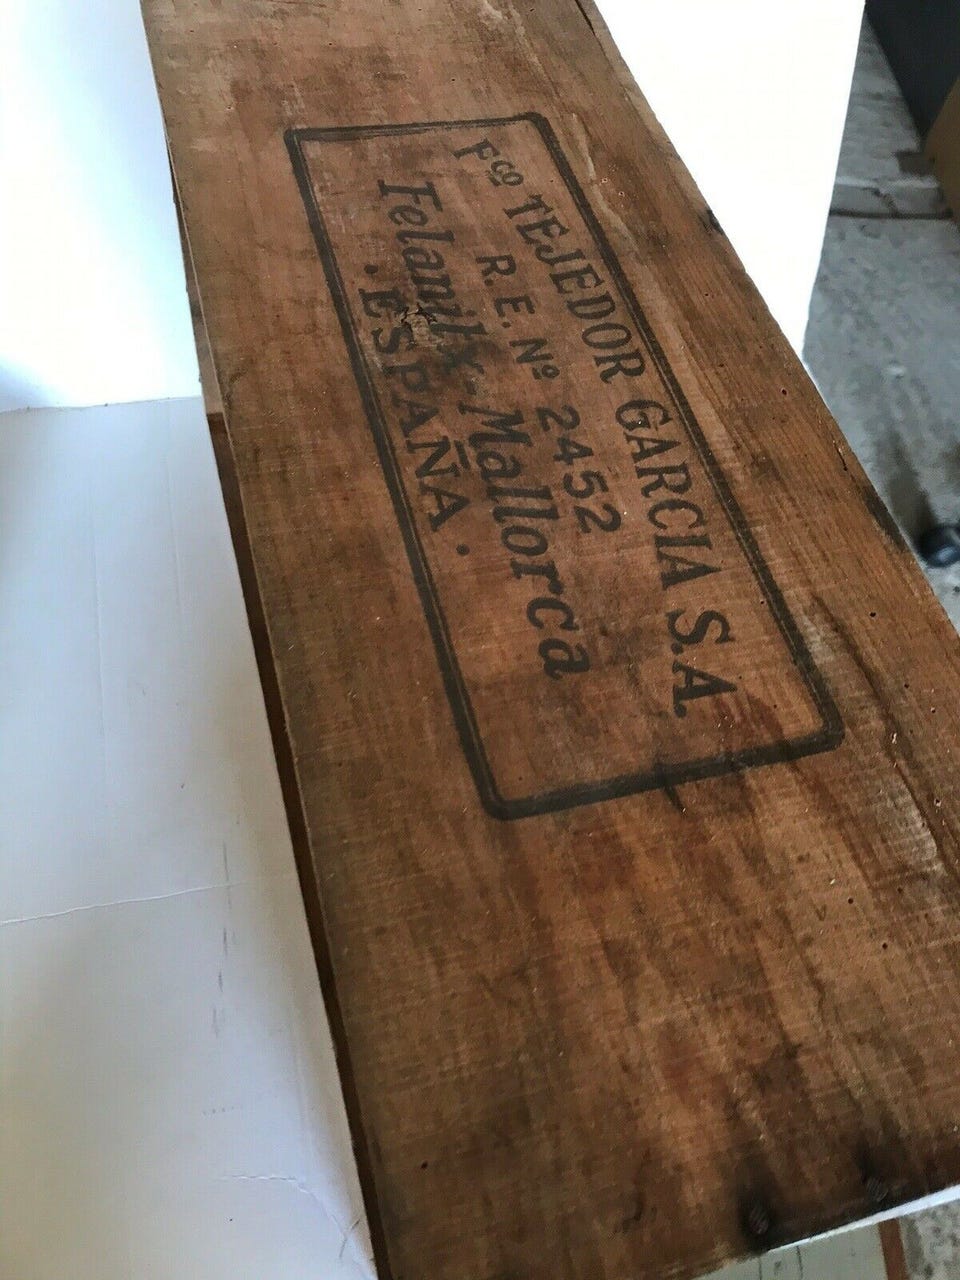 Fco TEJEDOR GARCIA S.A.
R.E. Nº 2452
Felanitx-Mallorca
.ESPAÑA.